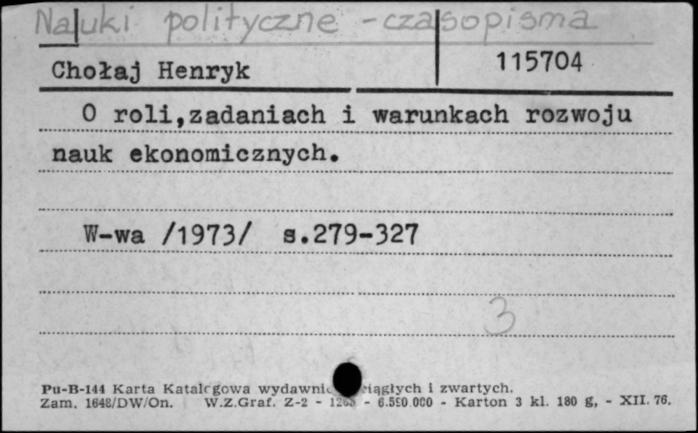 Nauki polityczne - czasopisma
Chołaj Henryk 115704
O roli,zadaniach i warunkach rozwoju
nauk ekonomicznych.
W-wa /1973/ s.279-327
3
Pu-B-144 Karta Katalogowa ciągłych i zwartych.
Zam. 1648/DW/On. W.Z.Graf. Z-2 - - 6.550.000 - Karton 3 kl. 180 g, - XII. 76.